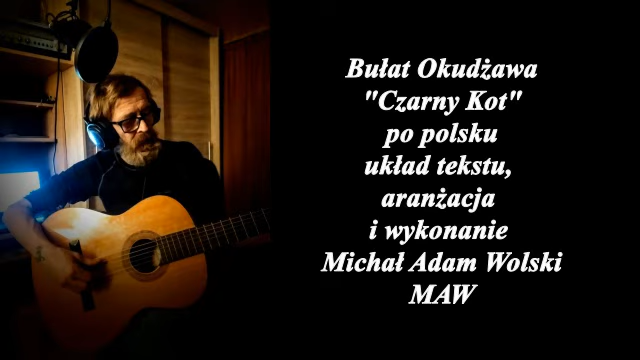 Bułat Okudżawa
"Czarny Kot"
po polsku
układ tekstu,
aranżacja
i wykonanie
Michał Adam Wolski
MAW